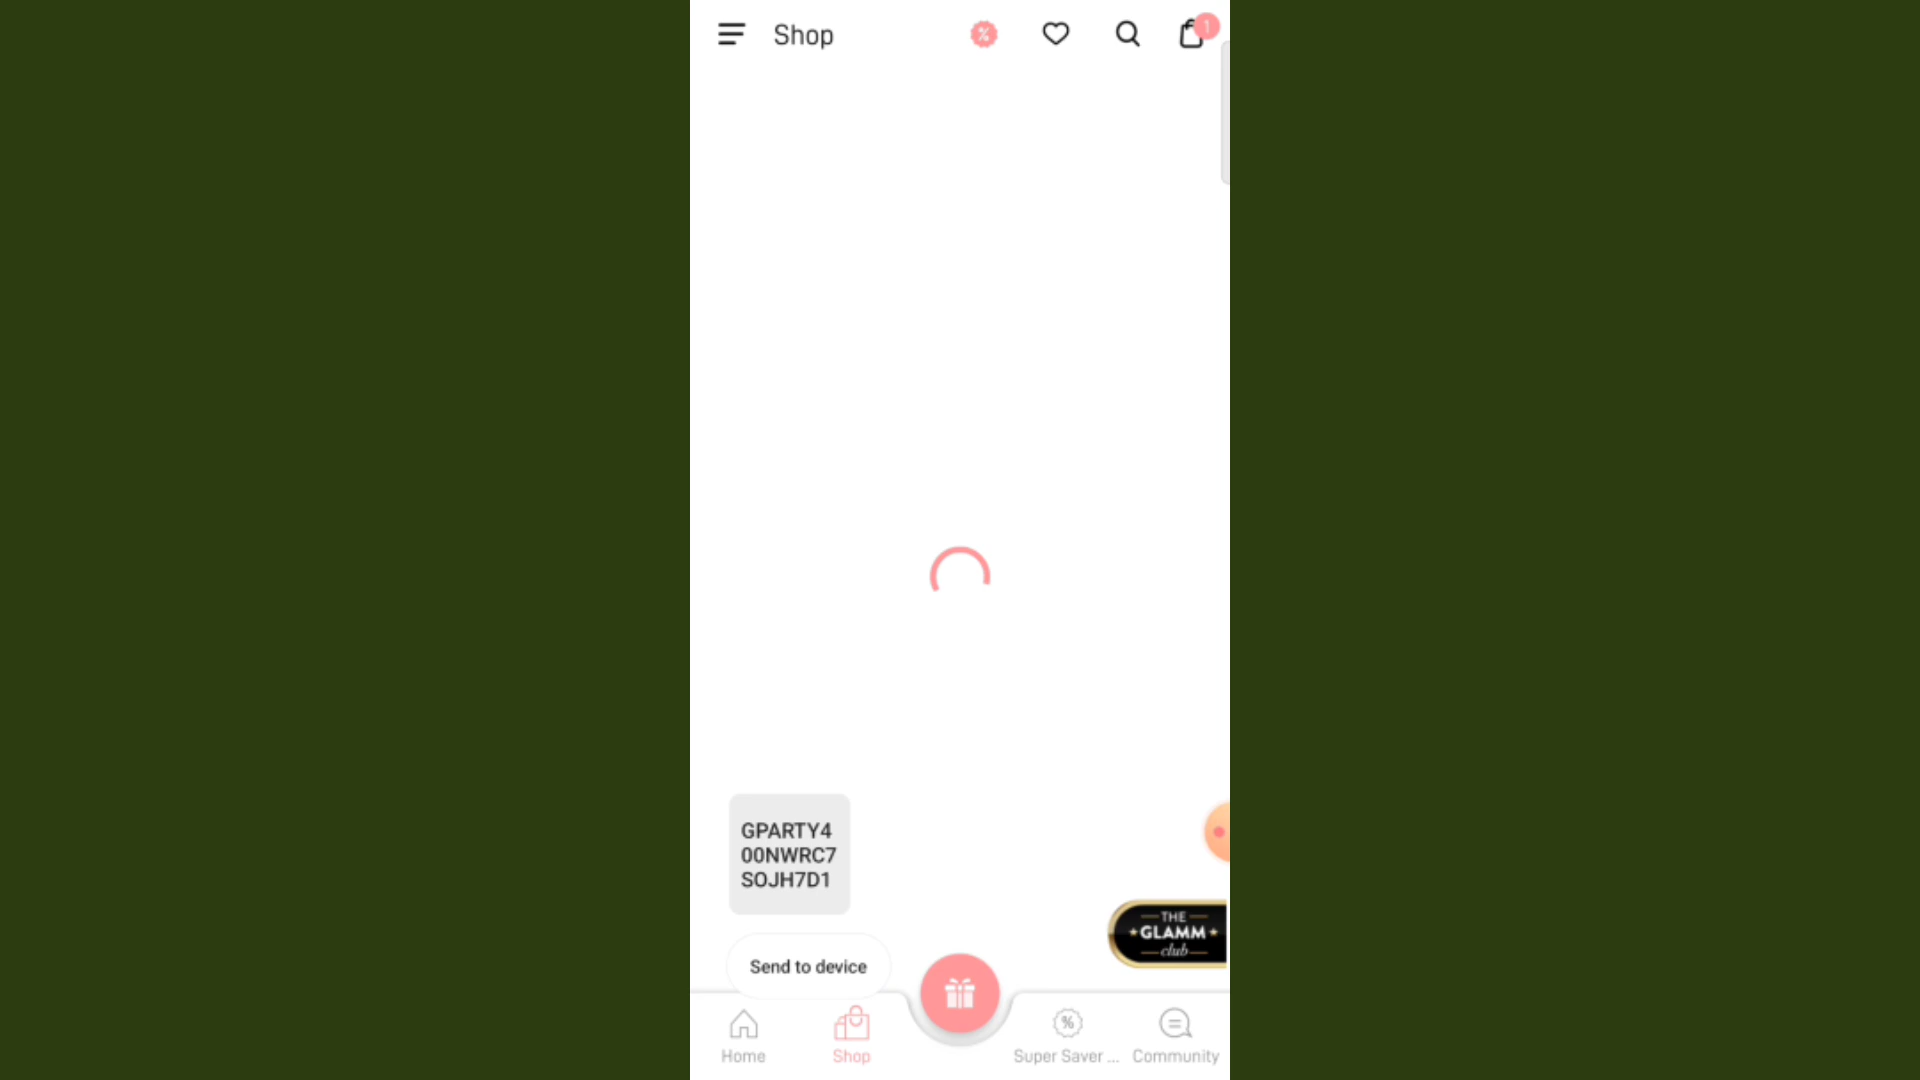 Shop
%
1
GPARTY4
00NWRC7
SOJH7D1
THE
GLAMM
club
Send to device
%
Home
Shop
Super Saver ...
Community